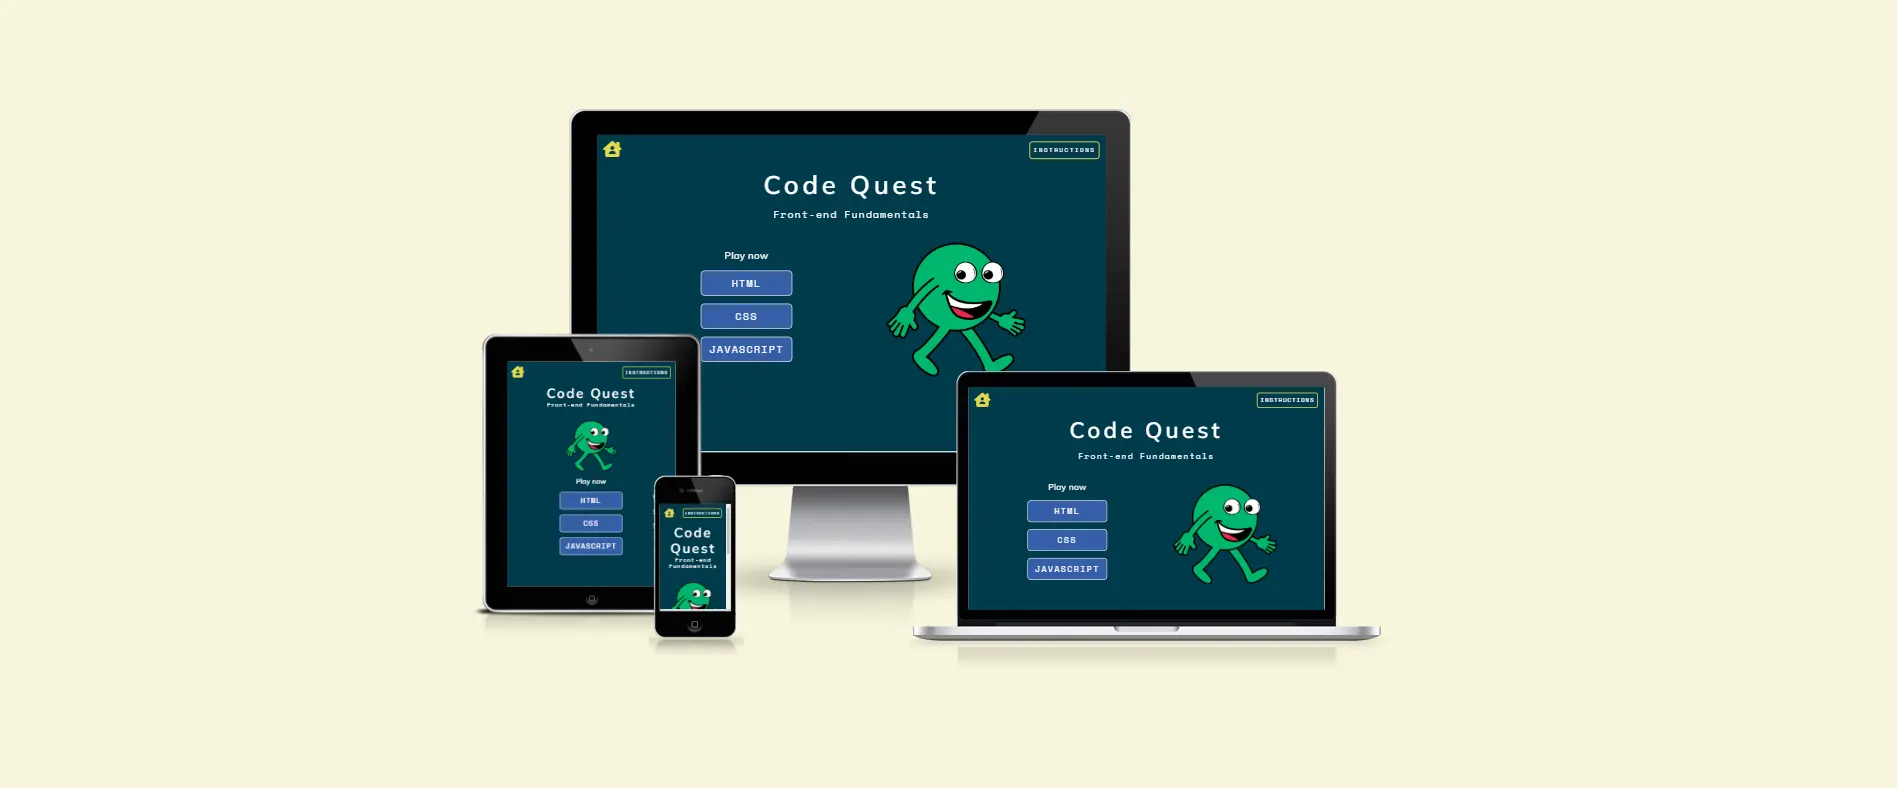 INSTRUCTIONS
Code Quest
Front-end Fundamentals
Play now
HTML
CSS
JAVASCRIPT
INSTRUCTIONS
Code Quest
Front-end Fundamentals
Play now
HTML
CSS
JAVASCRIPT
INSTRUCTIONS
Code
Quest
Front-end
Fundamentals
INSTRUCTIONS
Code Quest
Front-end Fundamentals
Play now
HTML
CSS
JAVASCRIPT